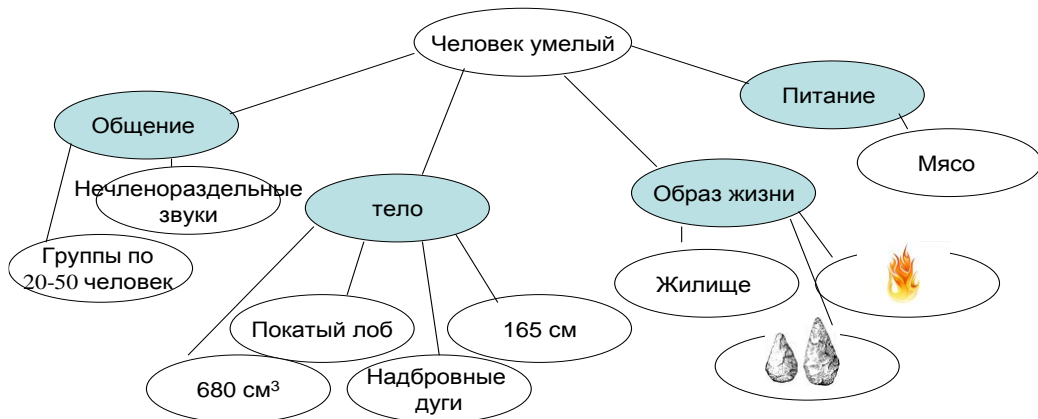 Человек умелый
Питание
Общение
Мясо
Образ жизни
Нечленораздельные
звуки
тело
Группы по
20-50 человек
Жилище
Покатый лоб
165 см
680 см³
Надбровные
дуги